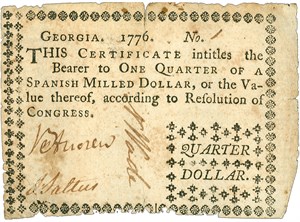 GEORGIA, 1776. No. 1
THIS CERTIFICATE intitles the
Bearer to ONE QUARTER OF A
SPANISH MILLED DOLLAR, or the Va-
lue thereof, according to Resolution of
CONGRESS.
QUARTER
DOLLAR.